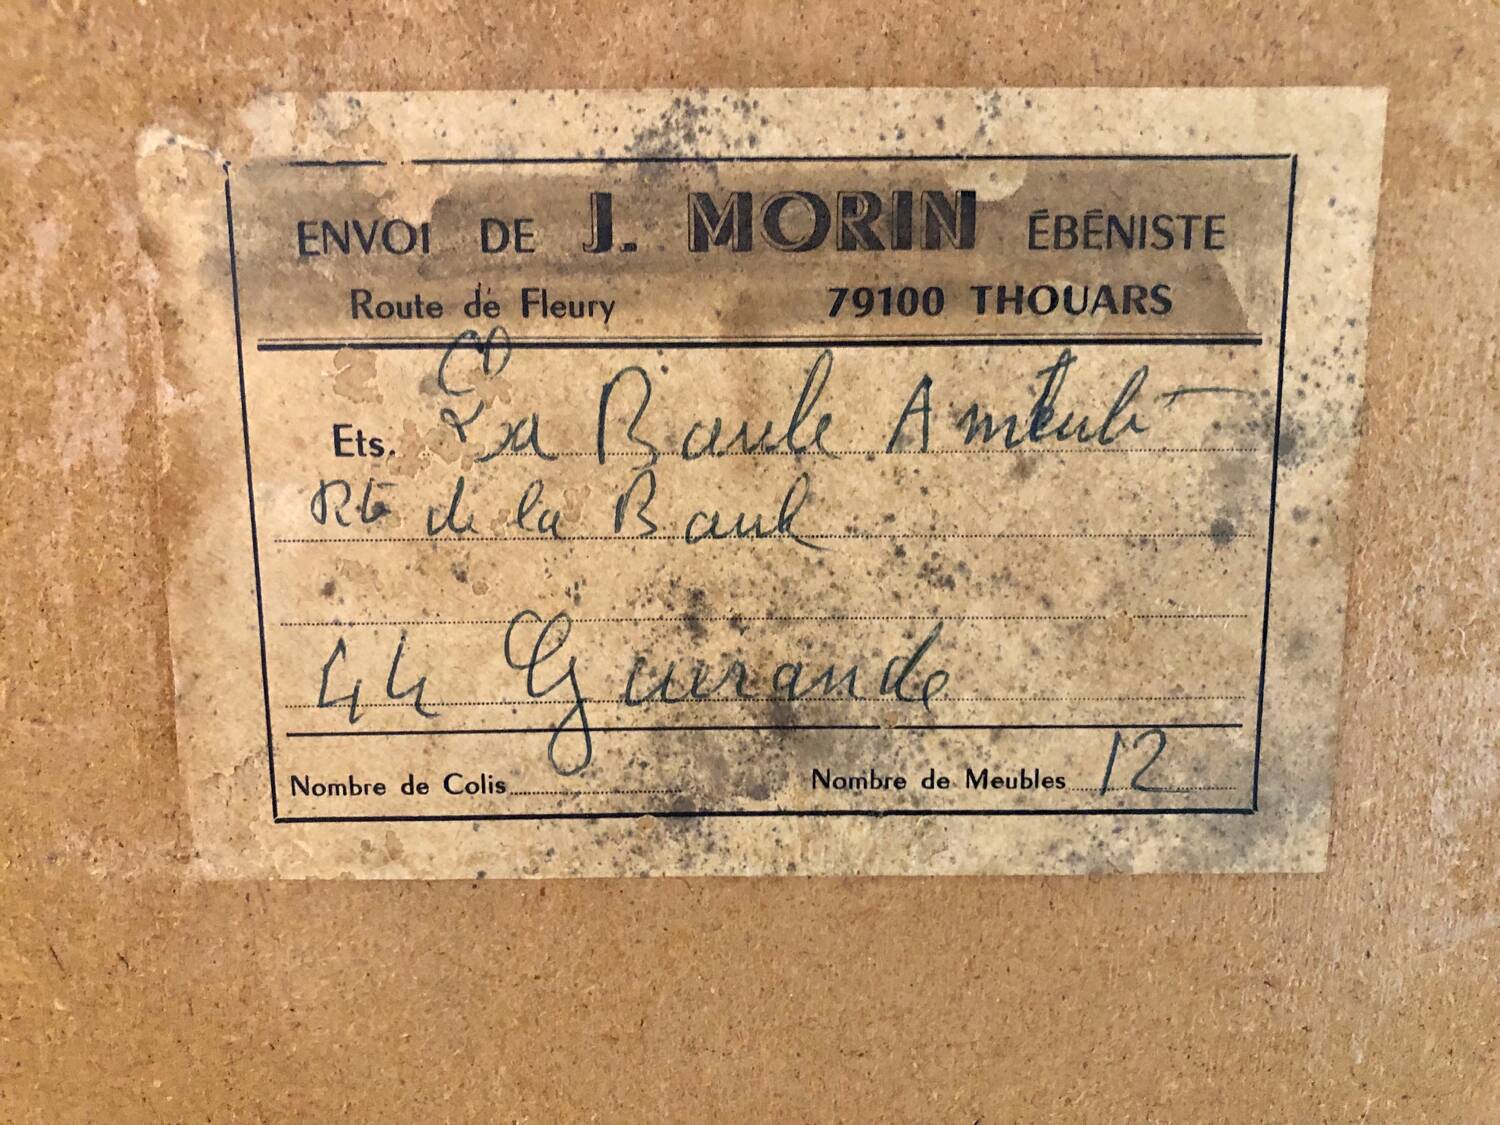 ENVOI DE J. MORIN ÉBÉNISTE
Route de Fleury 79100 THOUARS
Ets. La Baule Ameubt
Rte de la Baule
44 Guérande
Nombre de Colis Nombre de Meubles 12